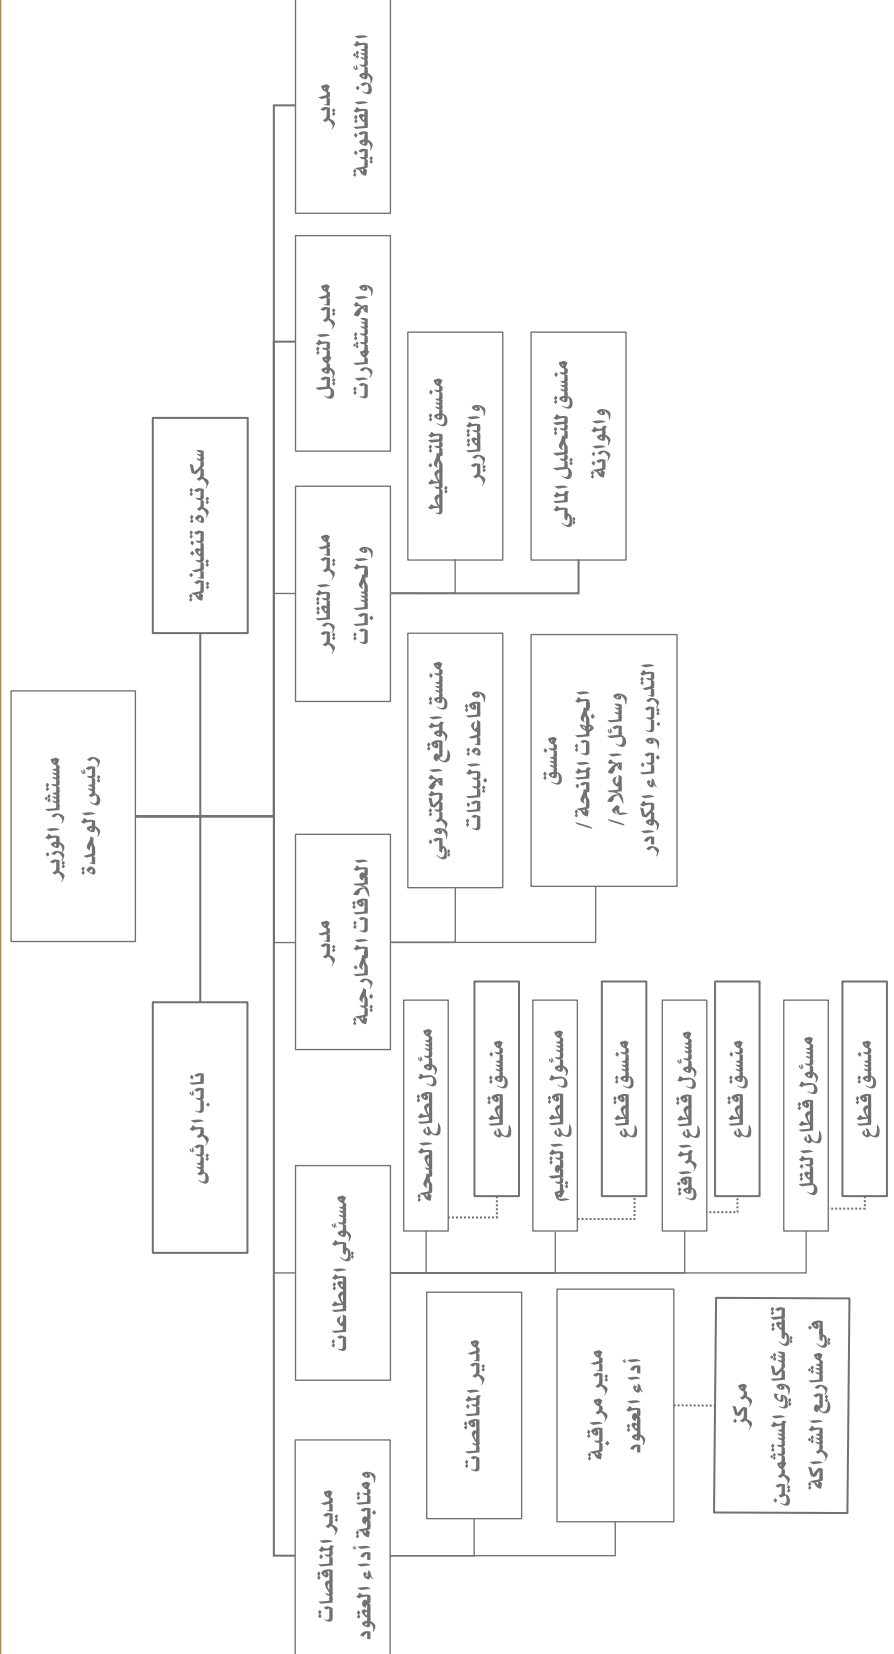 مستشار الوزير
رئيس الوحدة
سكرتيرة تنفيذية
نائب الرئيس
مدير
الشئون القانونية
مدير التمويل
والاستثمارات
مدير التقارير
والحسابات
منسق للتخطيط
والتقارير
منسق للتحليل المالي
والموازنة
مدير
العلاقات الخارجية
منسق الموقع الالكتروني
وقاعدة البيانات
منسق
الجهات المانحة /
وسائل الاعلام /
التدريب و بناء الكوادر
مسئولي القطاعات
مسئول قطاع الصحة
منسق قطاع
مسئول قطاع التعليم
منسق قطاع
مسئول قطاع المرافق
منسق قطاع
مسئول قطاع النقل
منسق قطاع
مدير المناقصات
ومتابعة أداء العقود
مدير المناقصات
مدير مراقبة
أداء العقود
مركز
تلقي شكاوي المستثمرين
في مشاريع الشراكة